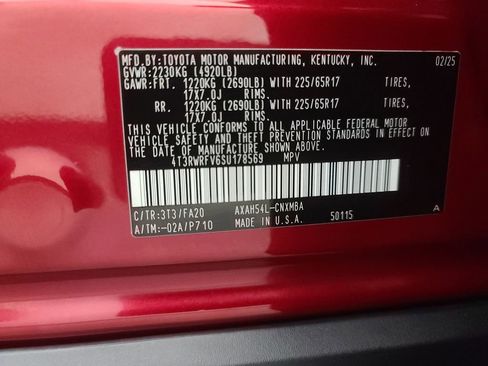 MFD.BY:TOYOTA MOTOR MANUFACTURING, KENTUCKY, INC. 02/25
GVWR:2230KG (4920LB)
GAWR:FRT. 1220KG (2690LB) WITH 225/65R17 TIRES,
17X7.0J RIMS.
RR. 1220KG (2690LB) WITH 225/65R17 TIRES,
17X7.0J RIMS.
THIS VEHICLE CONFORMS TO ALL APPLICABLE FEDERAL MOTOR
VEHICLE SAFETY AND THEFT PREVENTION STANDARDS IN EFFECT
ON THE DATE OF MANUFACTURE SHOWN ABOVE.
4T3RWRFV6SU178569 MPV
C/TR:3T3/FA20 AXAH54L-CNXMBA A
A/TM:-02A/P710 MADE IN U.S.A. 50115